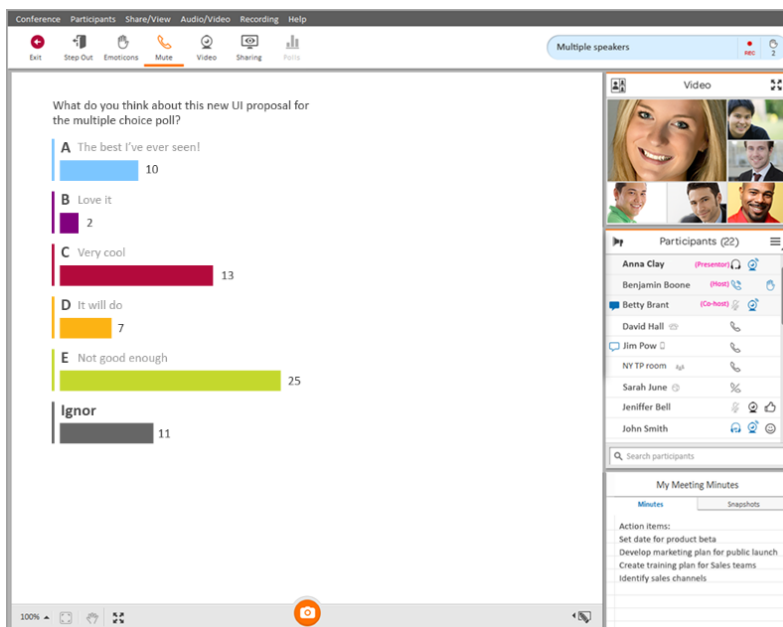 Conference Participants Share/View Audio/Video Recording Help
Exit Step Out Emoticons Mute Video Sharing Polls
Multiple speakers
REC 2
What do you think about this new UI proposal for
the multiple choice poll?
A The best I've ever seen!
10
B Love it
2
C Very cool
13
D It will do
7
E Not good enough
25
Ignor
11
100%
Video
Participants (22)
Anna Clay (Presentor)
Benjamin Boone (Host)
Betty Brant (Co-host)
David Hall
Jim Pow
NY TP room
Sarah June
Jeniffer Bell
John Smith
Search participants
My Meeting Minutes
Minutes Snapshots
Action items:
Set date for product beta
Develop marketing plan for public launch
Create training plan for Sales teams
Identify sales channels